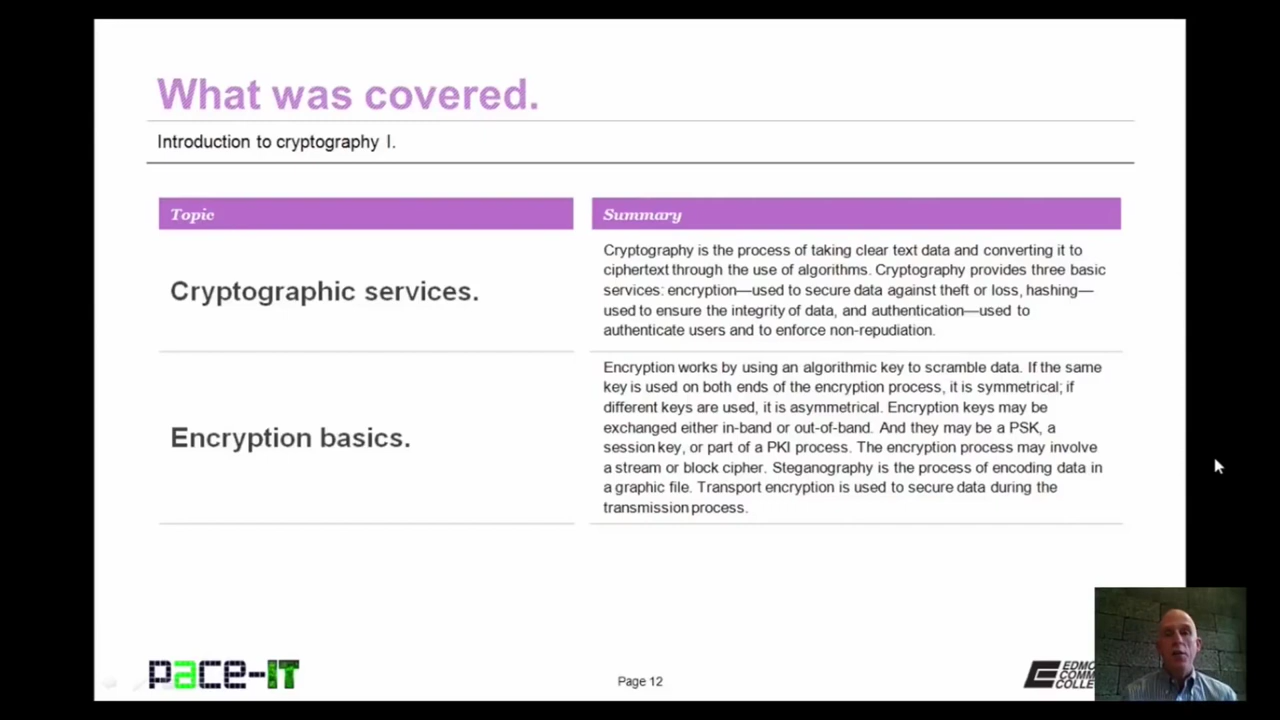 What was covered.
Introduction to cryptography I.
Topic
Summary
Cryptographic services.
Cryptography is the process of taking clear text data and converting it to
ciphertext through the use of algorithms. Cryptography provides three basic
services: encryption—used to secure data against theft or loss, hashing—
used to ensure the integrity of data, and authentication—used to
authenticate users and to enforce non-repudiation.
Encryption basics.
Encryption works by using an algorithmic key to scramble data. If the same
key is used on both ends of the encryption process, it is symmetrical; if
different keys are used, it is asymmetrical. Encryption keys may be
exchanged either in-band or out-of-band. And they may be a PSK, a
session key, or part of a PKI process. The encryption process may involve
a stream or block cipher. Steganography is the process of encoding data in
a graphic file. Transport encryption is used to secure data during the
transmission process.
pace-IT
Page 12
COLLE